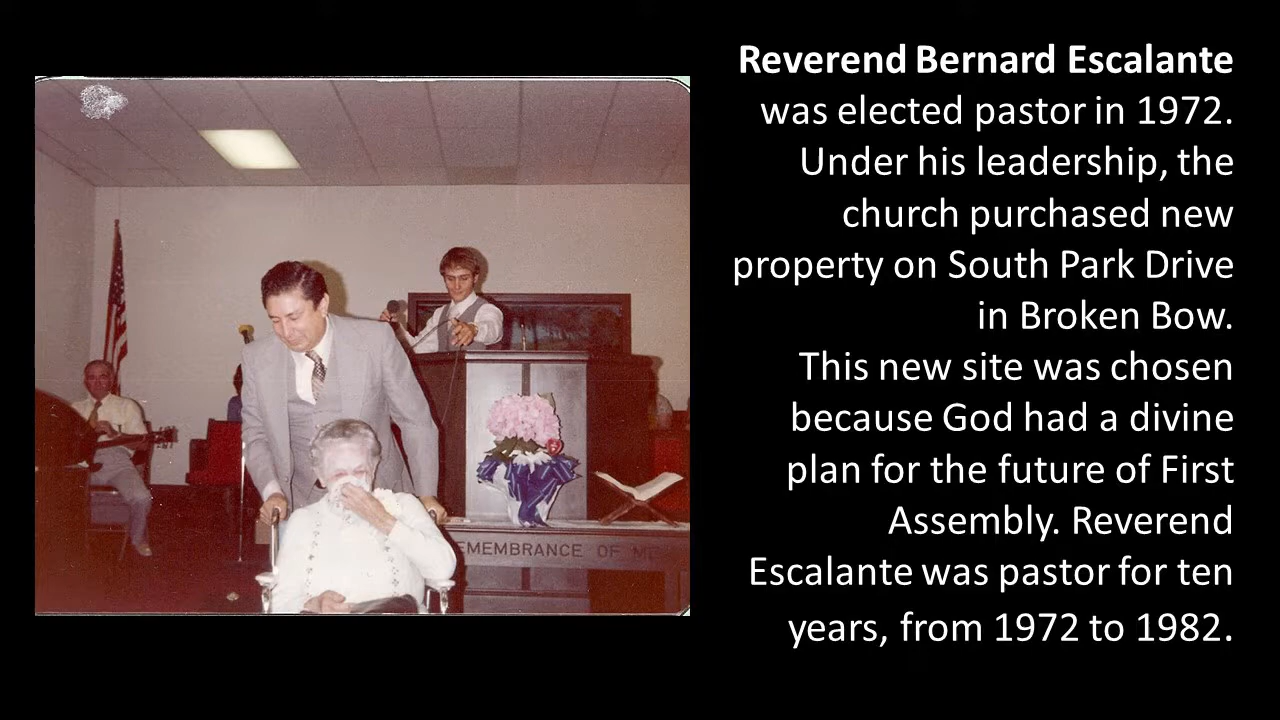 Reverend Bernard Escalante
was elected pastor in 1972.
Under his leadership, the
church purchased new
property on South Park Drive
in Broken Bow.
This new site was chosen
because God had a divine
plan for the future of First
Assembly. Reverend
Escalante was pastor for ten
years, from 1972 to 1982.
EMEMBRANCE OF M